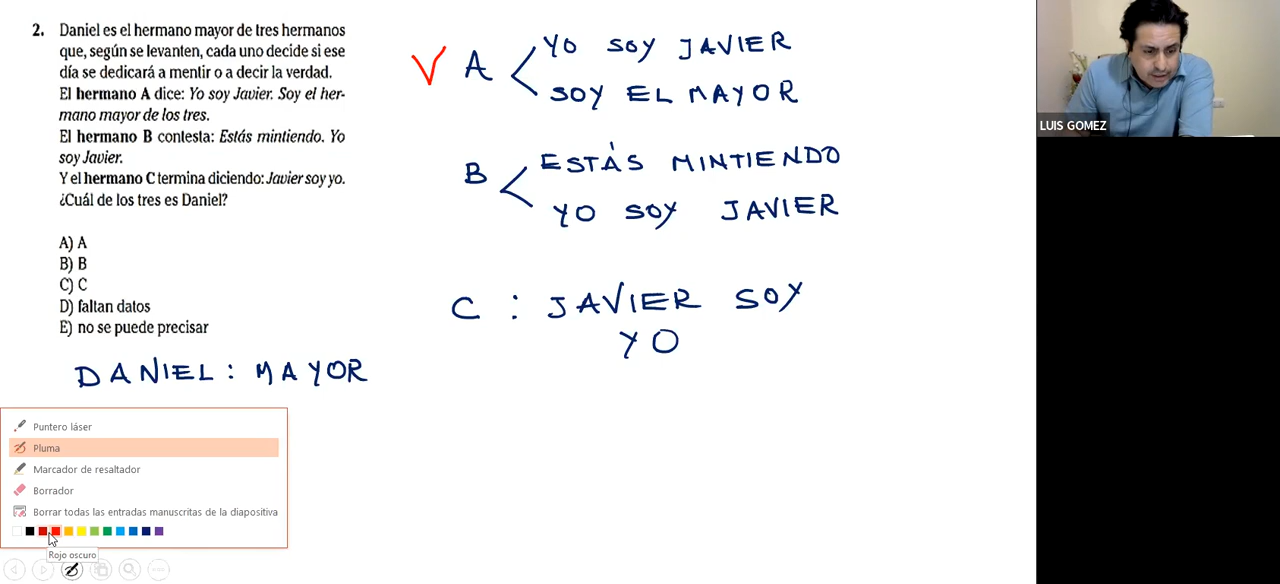 2. Daniel es el hermano mayor de tres hermanos
que, según se levanten, cada uno decide si ese
día se dedicará a mentir o a decir la verdad.
El hermano A dice: Yo soy Javier. Soy el her-
mano mayor de los tres.
El hermano B contesta: Estás mintiendo. Yo
soy Javier.
Y el hermano C termina diciendo: Javier soy yo.
¿Cuál de los tres es Daniel?
A) A
B) B
C) C
D) faltan datos
E) no se puede precisar
DANIEL: MAYOR
V A YO SOY JAVIER
SOY EL MAYOR
B ESTÁS MINTIENDO
YO SOY JAVIER
C : JAVIER SOY
YO
LUIS GOMEZ
Puntero láser
Pluma
Marcador de resaltador
Borrador
Borrar todas las entradas manuscritas de la diapositiva
Rojo oscuro